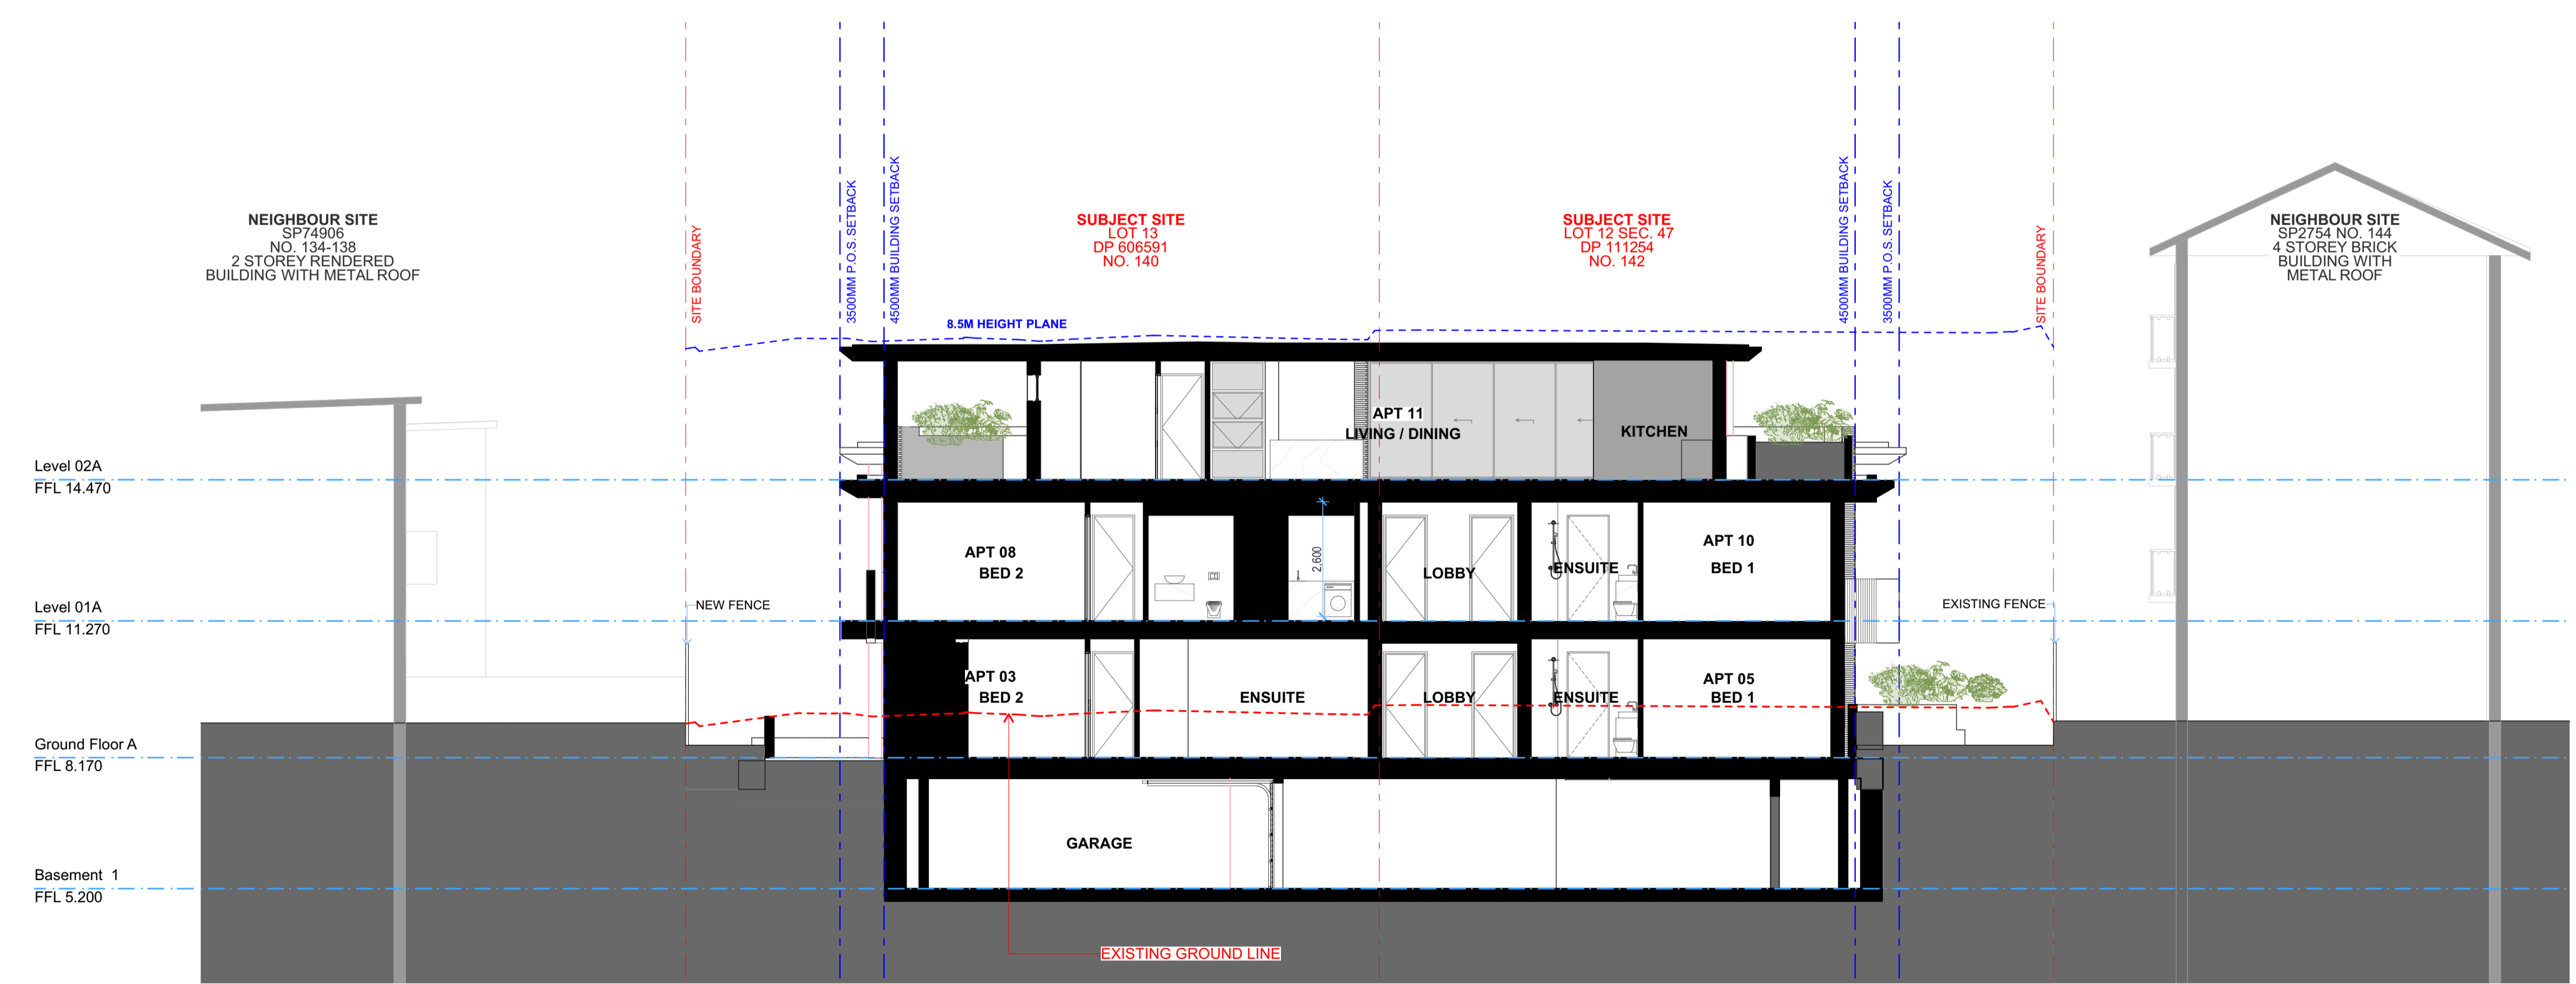 NEIGHBOUR SITE
SP74906
NO. 134-138
2 STOREY RENDERED
BUILDING WITH METAL ROOF
SITE BOUNDARY
3500MM P.O.S. SETBACK
4500MM BUILDING SETBACK
SUBJECT SITE
LOT 13
DP 606591
NO. 140
SUBJECT SITE
LOT 12 SEC. 47
DP 111254
NO. 142
4500MM BUILDING SETBACK
3500MM P.O.S. SETBACK
SITE BOUNDARY
NEIGHBOUR SITE
SP2754 NO. 144
4 STOREY BRICK
BUILDING WITH
METAL ROOF
8.5M HEIGHT PLANE
APT 11
LIVING / DINING
KITCHEN
Level 02A
FFL 14.470
APT 08
BED 2
2,600
LOBBY
ENSUITE
APT 10
BED 1
Level 01A
FFL 11.270
NEW FENCE
EXISTING FENCE
APT 03
BED 2
ENSUITE
LOBBY
ENSUITE
APT 05
BED 1
Ground Floor A
FFL 8.170
GARAGE
Basement 1
FFL 5.200
EXISTING GROUND LINE